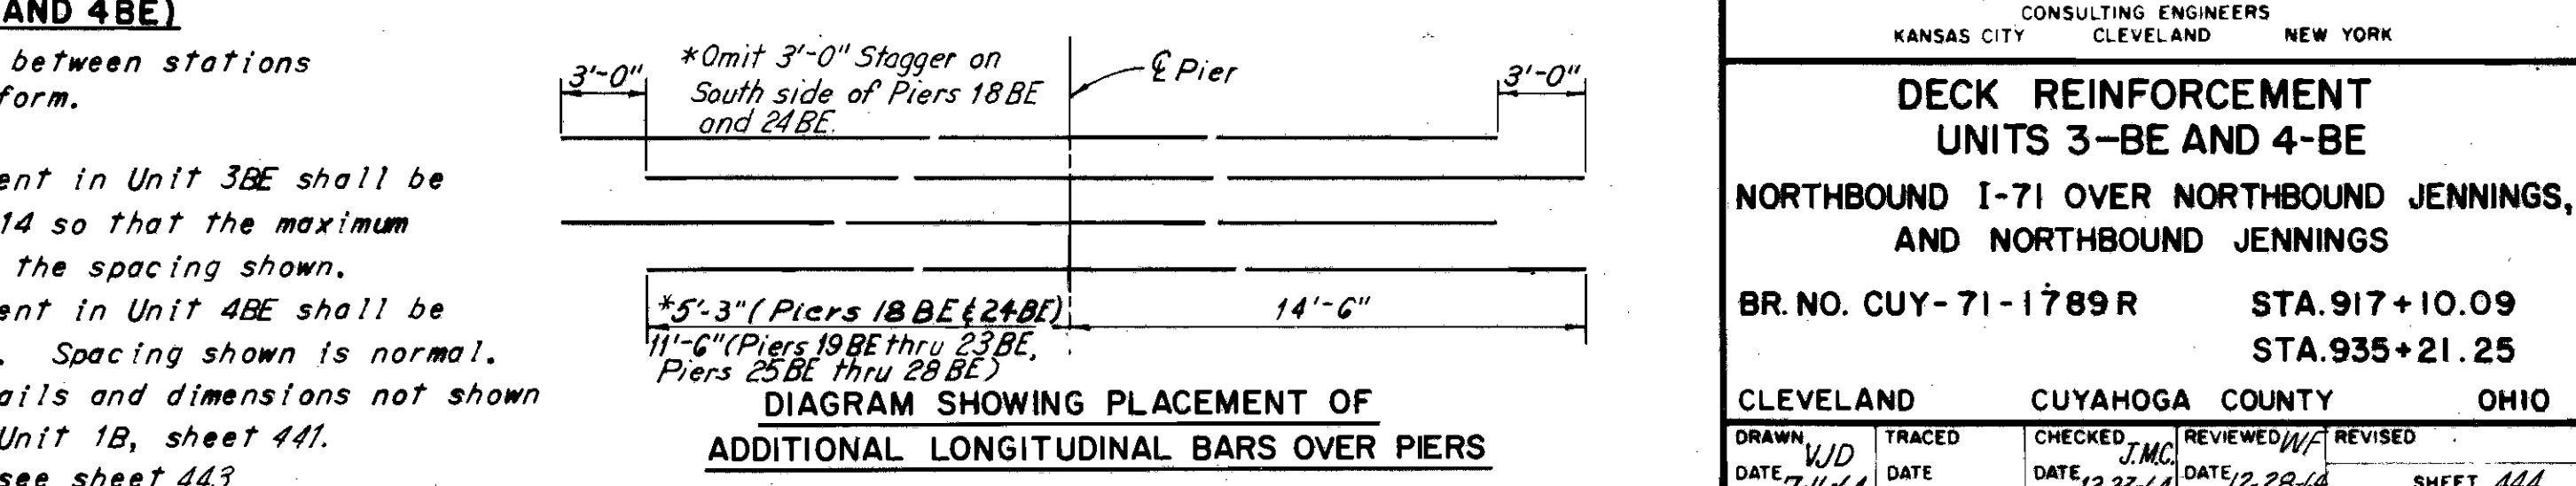 AND 4BE)
between stations
form.
ent in Unit 3BE shall be
14 so that the maximum
the spacing shown.
ent in Unit 4BE shall be
. Spacing shown is normal.
ails and dimensions not shown
Unit 1B, sheet 441.
see sheet 443
3'-0"
*Omit 3'-0" Stagger on
South side of Piers 18BE
and 24BE.
℄ Pier
3'-0"
*5'-3" (Piers 18BE & 24BE)
14'-6"
11'-6" (Piers 19BE thru 23BE,
Piers 25BE thru 28BE)
DIAGRAM SHOWING PLACEMENT OF
ADDITIONAL LONGITUDINAL BARS OVER PIERS
CONSULTING ENGINEERS
KANSAS CITY CLEVELAND NEW YORK
DECK REINFORCEMENT
UNITS 3-BE AND 4-BE
NORTHBOUND I-71 OVER NORTHBOUND JENNINGS,
AND NORTHBOUND JENNINGS
BR. NO. CUY-71-1789R STA. 917+10.09
STA. 935+21.25
CLEVELAND CUYAHOGA COUNTY OHIO
DRAWN VJD TRACED CHECKED J.M.C. REVIEWED WF REVISED
DATE DATE DATE DATE 12-28-64
SHEET 444